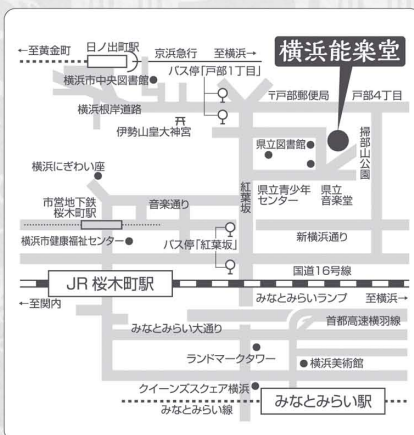 日ノ出町駅
←至黄金町
京浜急行
至横浜→
横浜能楽堂
バス停「戸部1丁目」
横浜市中央図書館
〒戸部郵便局
戸部4丁目
横浜根岸道路
伊勢山皇大神宮
県立図書館
掃部山公園
横浜にぎわい座
紅葉坂
県立青少年
センター
県立
音楽堂
市営地下鉄
桜木町駅
音楽通り
バス停「紅葉坂」
新横浜通り
横浜市健康福祉センター
国道16号線
JR 桜木町駅
みなとみらいランプ
至横浜→
←至関内
首都高速横羽線
みなとみらい大通り
ランドマークタワー
横浜美術館
クイーンズスクェア横浜
みなとみらい線
みなとみらい駅